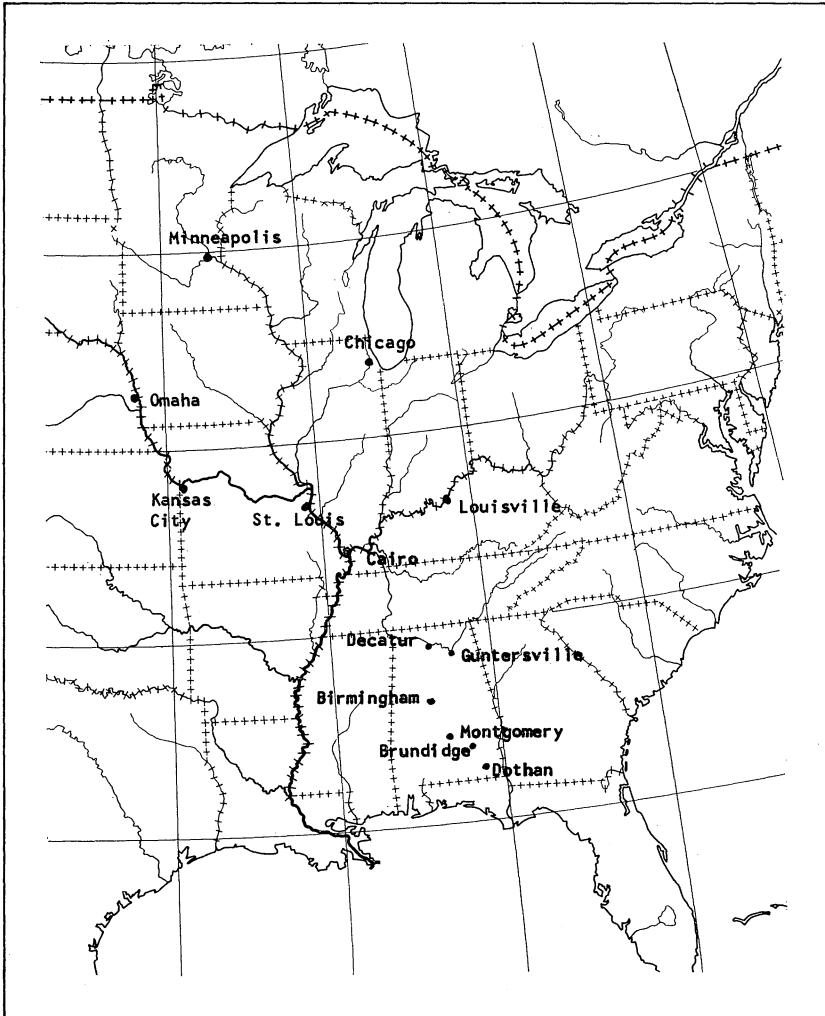 Minneapolis
Chicago
Omaha
Kansas
City
St. Louis
Louisville
Cairo
Decatur
Guntersville
Birmingham
Montgomery
Brundidge
Dothan